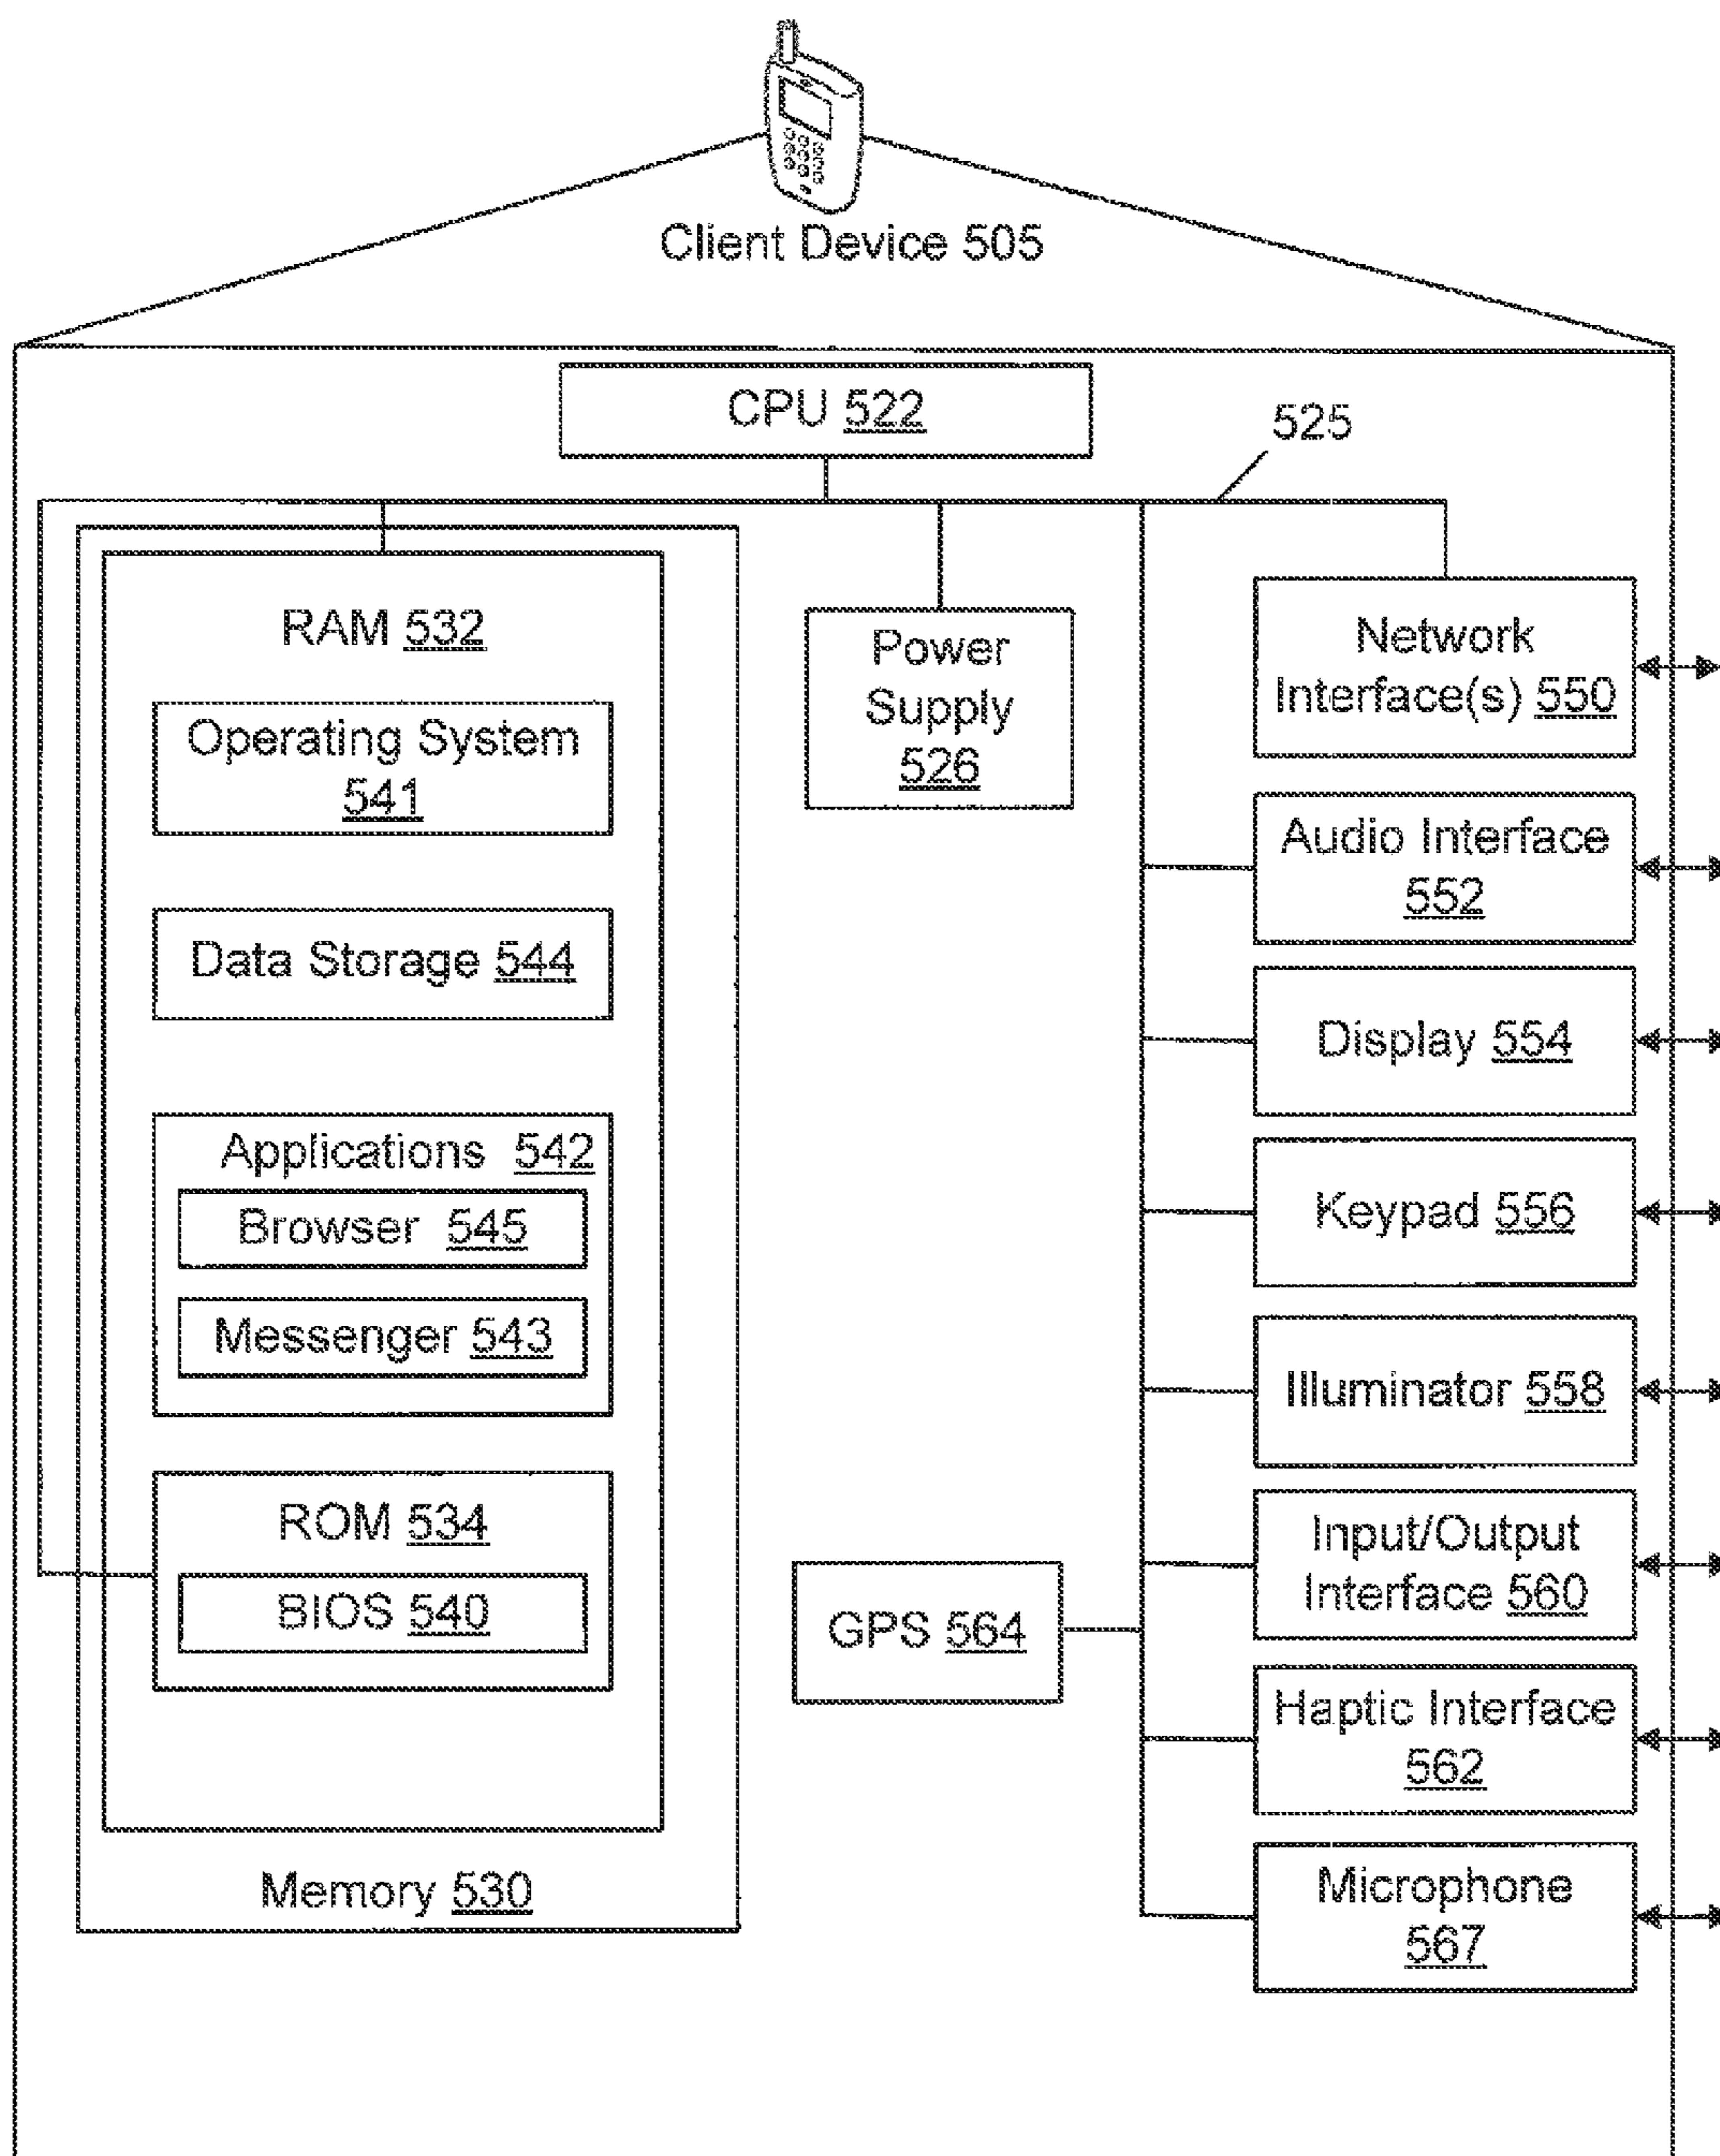 Client Device 505
CPU 522
525
RAM 532
Operating System
541
Data Storage 544
Applications 542
Browser 545
Messenger 543
ROM 534
BIOS 540
Memory 530
Power
Supply
526
GPS 564
Network
Interface(s) 550
Audio Interface
552
Display 554
Keypad 556
Illuminator 558
Input/Output
Interface 560
Haptic Interface
562
Microphone
567